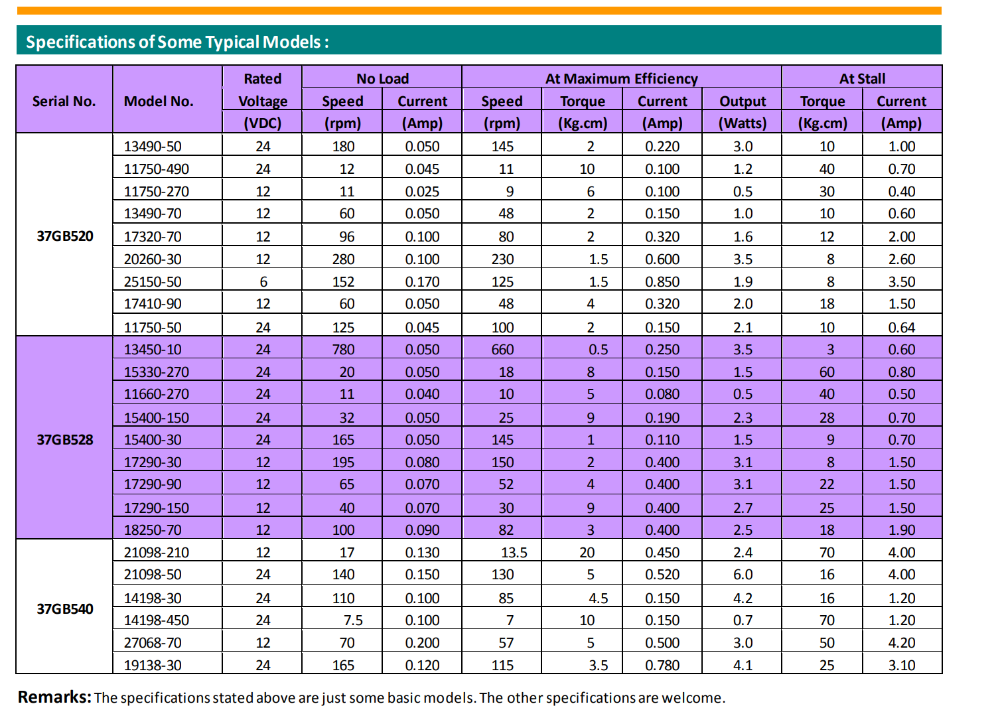 Specifications of Some Typical Models :
Serial No. Model No. Rated Voltage (VDC) No Load At Maximum Efficiency At Stall
Speed Current Speed Torque Current Output Torque Current
(rpm) (Amp) (rpm) (Kg.cm) (Amp) (Watts) (Kg.cm) (Amp)
37GB520
13490-50 24 180 0.050 145 2 0.220 3.0 10 1.00
11750-490 24 12 0.045 11 10 0.100 1.2 40 0.70
11750-270 12 11 0.025 9 6 0.100 0.5 30 0.40
13490-70 12 60 0.050 48 2 0.150 1.0 10 0.60
17320-70 12 96 0.100 80 2 0.320 1.6 12 2.00
20260-30 12 280 0.100 230 1.5 0.600 3.5 8 2.60
25150-50 6 152 0.170 125 1.5 0.850 1.9 8 3.50
17410-90 12 60 0.050 48 4 0.320 2.0 18 1.50
11750-50 24 125 0.045 100 2 0.150 2.1 10 0.64
37GB528
13450-10 24 780 0.050 660 0.5 0.250 3.5 3 0.60
15330-270 24 20 0.050 18 8 0.150 1.5 60 0.80
11660-270 24 11 0.040 10 5 0.080 0.5 40 0.50
15400-150 24 32 0.050 25 9 0.190 2.3 28 0.70
15400-30 24 165 0.050 145 1 0.110 1.5 9 0.70
17290-30 12 195 0.080 150 2 0.400 3.1 8 1.50
17290-90 12 65 0.070 52 4 0.400 3.1 22 1.50
17290-150 12 40 0.070 30 9 0.400 2.7 25 1.50
18250-70 12 100 0.090 82 3 0.400 2.5 18 1.90
37GB540
21098-210 12 17 0.130 13.5 20 0.450 2.4 70 4.00
21098-50 24 140 0.150 130 5 0.520 6.0 16 4.00
14198-30 24 110 0.100 85 4.5 0.150 4.2 16 1.20
14198-450 24 7.5 0.100 7 10 0.150 0.7 70 1.20
27068-70 12 70 0.200 57 5 0.500 3.0 50 4.20
19138-30 24 165 0.120 115 3.5 0.780 4.1 25 3.10
Remarks: The specifications stated above are just some basic models. The other specifications are welcome.